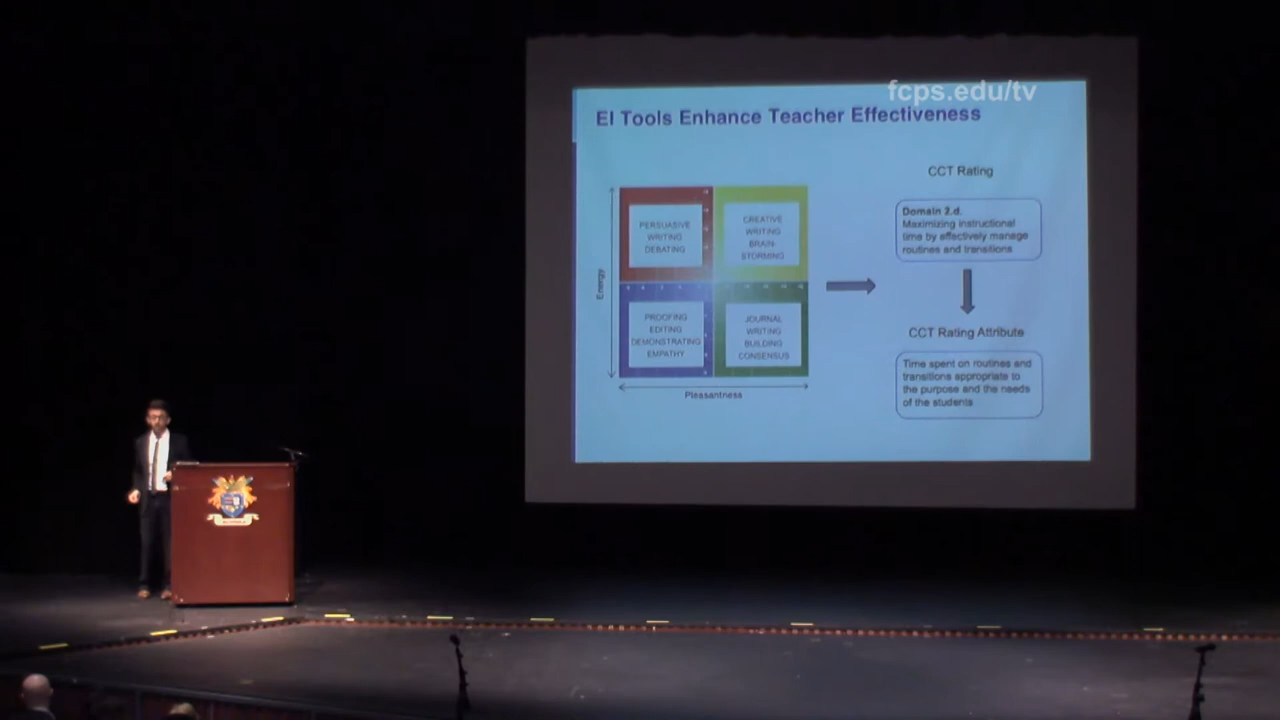 fcps.edu/tv
EI Tools Enhance Teacher Effectiveness
CCT Rating
PERSUASIVE
WRITING
DEBATING
CREATIVE
WRITING
BRAIN-
STORMING
Domain 2.d.
Maximizing instructional
time by effectively manage
routines and transitions
Energy
PROOFING
EDITING
DEMONSTRATING
EMPATHY
JOURNAL
WRITING
BUILDING
CONSENSUS
CCT Rating Attribute
Time spent on routines and
transitions appropriate to
the purpose and the needs
of the students
Pleasantness